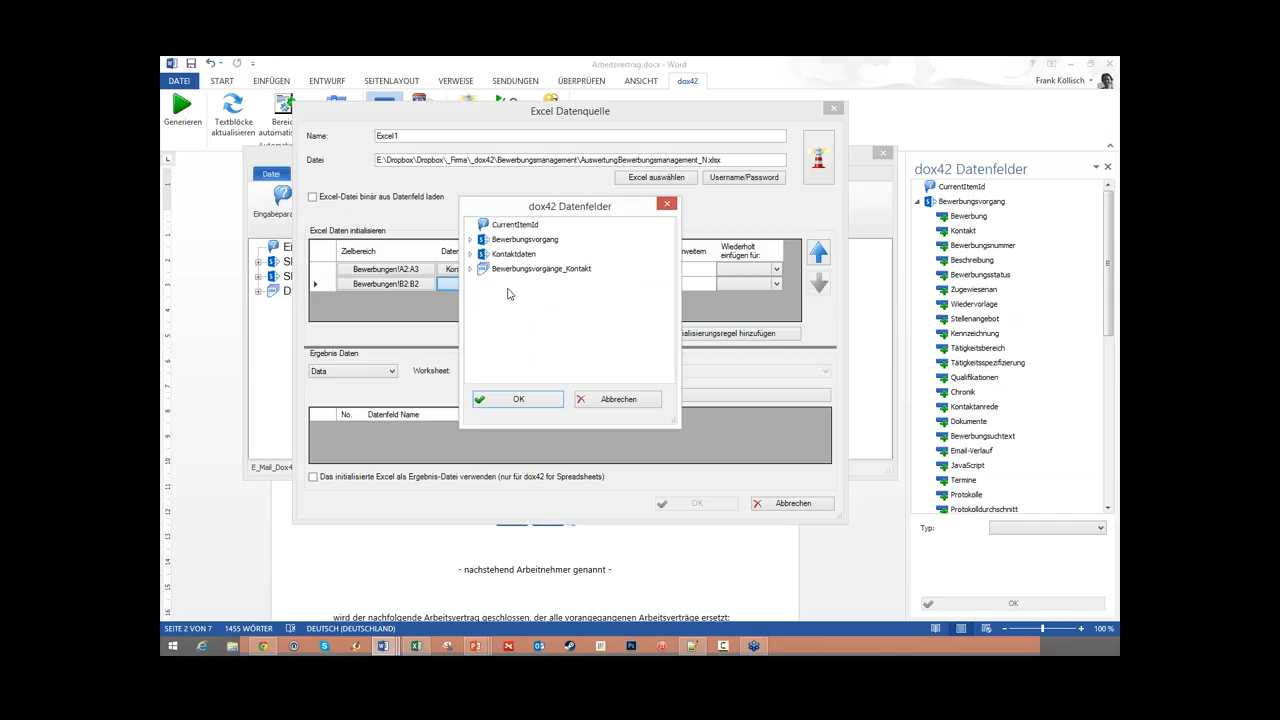 Arbeitsvertrag.docx - Word
DATEI START EINFÜGEN ENTWURF SEITENLAYOUT VERWEISE SENDUNGEN ÜBERPRÜFEN ANSICHT dox42 Frank Köllisch
Generieren
Textblöcke
aktualisieren
Berei
automatis
Excel Datenquelle
Name: Excel1
Datei E:\Dropbox\Dropbox\_Firma\_dox42\Bewerbungsmanagement\AuswertungBewerbungsmanagement_N.xlsx
Excel auswählen Username/Password
Excel-Datei binär aus Datenfeld laden
Excel Daten initialisieren
Zielbereich Daten erweitern Wiederholt
einfügen für:
Bewerbungen!A2:A3 Kon
Bewerbungen!B2:B2
ialisierungsregel hinzufügen
Ergebnis Daten
Data Worksheet:
No. Datenfeld Name
Das initialisierte Excel als Ergebnis-Datei verwenden (nur für dox42 for Spreadsheets)
OK Abbrechen
dox42 Datenfelder
CurrentItemId
Bewerbungsvorgang
Kontaktdaten
Bewerbungsvorgänge_Kontakt
OK Abbrechen
Datei
Eingabepara
Ei
S
S
D
E_Mail_Dox4
dox42 Datenfelder
CurrentItemId
Bewerbungsvorgang
Bewerbung
Kontakt
Bewerbungsnummer
Beschreibung
Bewerbungsstatus
Zugewiesenan
Wiedervorlage
Stellenangebot
Kennzeichnung
Tätigkeitsbereich
Tätigkeitsspezifizierung
Qualifikationen
Chronik
Kontaktanrede
Dokumente
Bewerbungsuchtext
Email-Verlauf
JavaScript
Termine
Protokolle
Protokolldurchschnitt
Typ:
OK
- nachstehend Arbeitnehmer genannt -
wird der nachfolgende Arbeitsvertrag geschlossen, der alle vorangegangenen Arbeitsverträge ersetzt:
SEITE 2 VON 7 1455 WÖRTER DEUTSCH (DEUTSCHLAND) 100 %